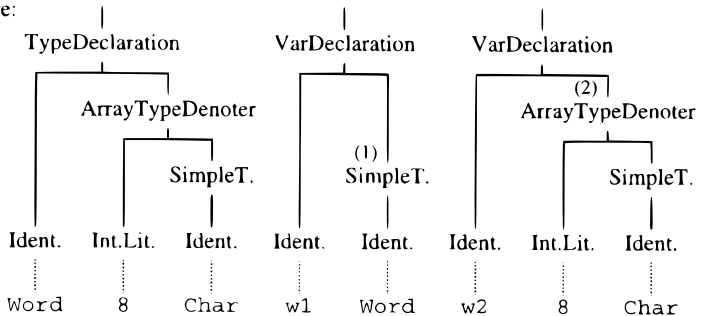 e:
TypeDeclaration VarDeclaration VarDeclaration
(2)
ArrayTypeDenoter ArrayTypeDenoter
(1)
SimpleT. SimpleT. SimpleT.
Ident. Int.Lit. Ident. Ident. Ident. Ident. Int.Lit. Ident.
Word 8 Char w1 Word w2 8 Char